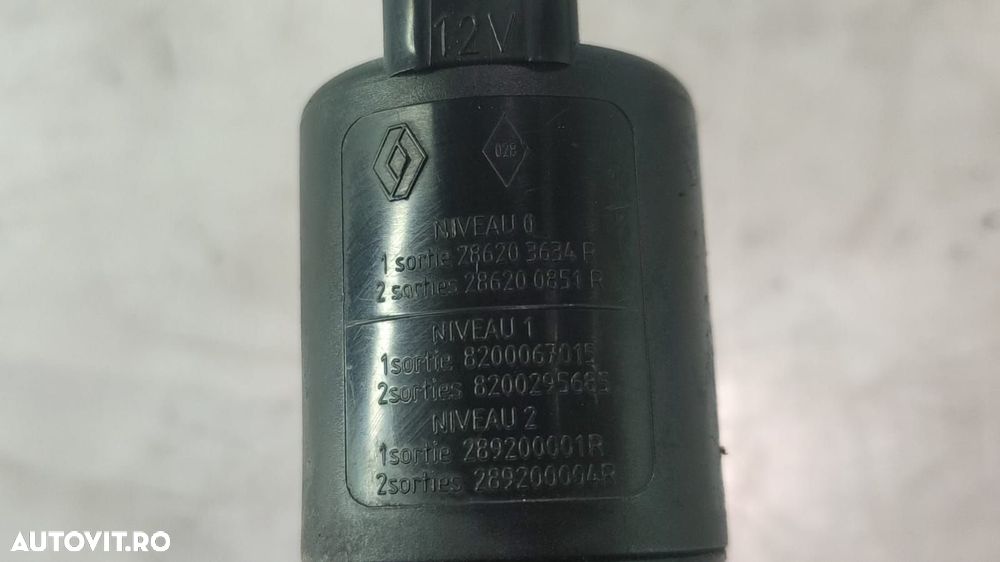 12V
028
NIVEAU 0
1 sortie 28620 3634 R
2 sorties 28620 0851 R
NIVEAU 1
1sortie 8200067015
2sorties 8200295685
NIVEAU 2
1sortie 289200001R
2sorties 289200004R
AUTOVIT.RO